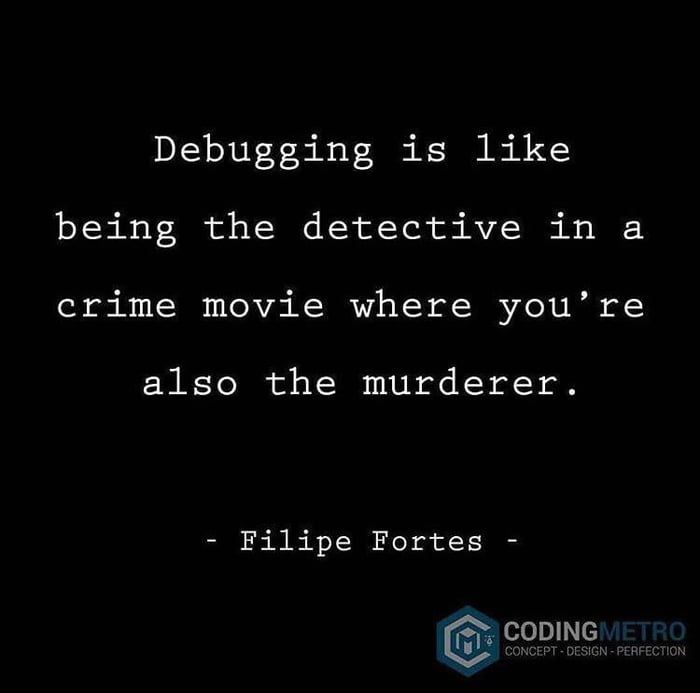 Debugging is like
being the detective in a
crime movie where you’re
also the murderer.
- Filipe Fortes -
CODINGMETRO
CONCEPT - DESIGN - PERFECTION